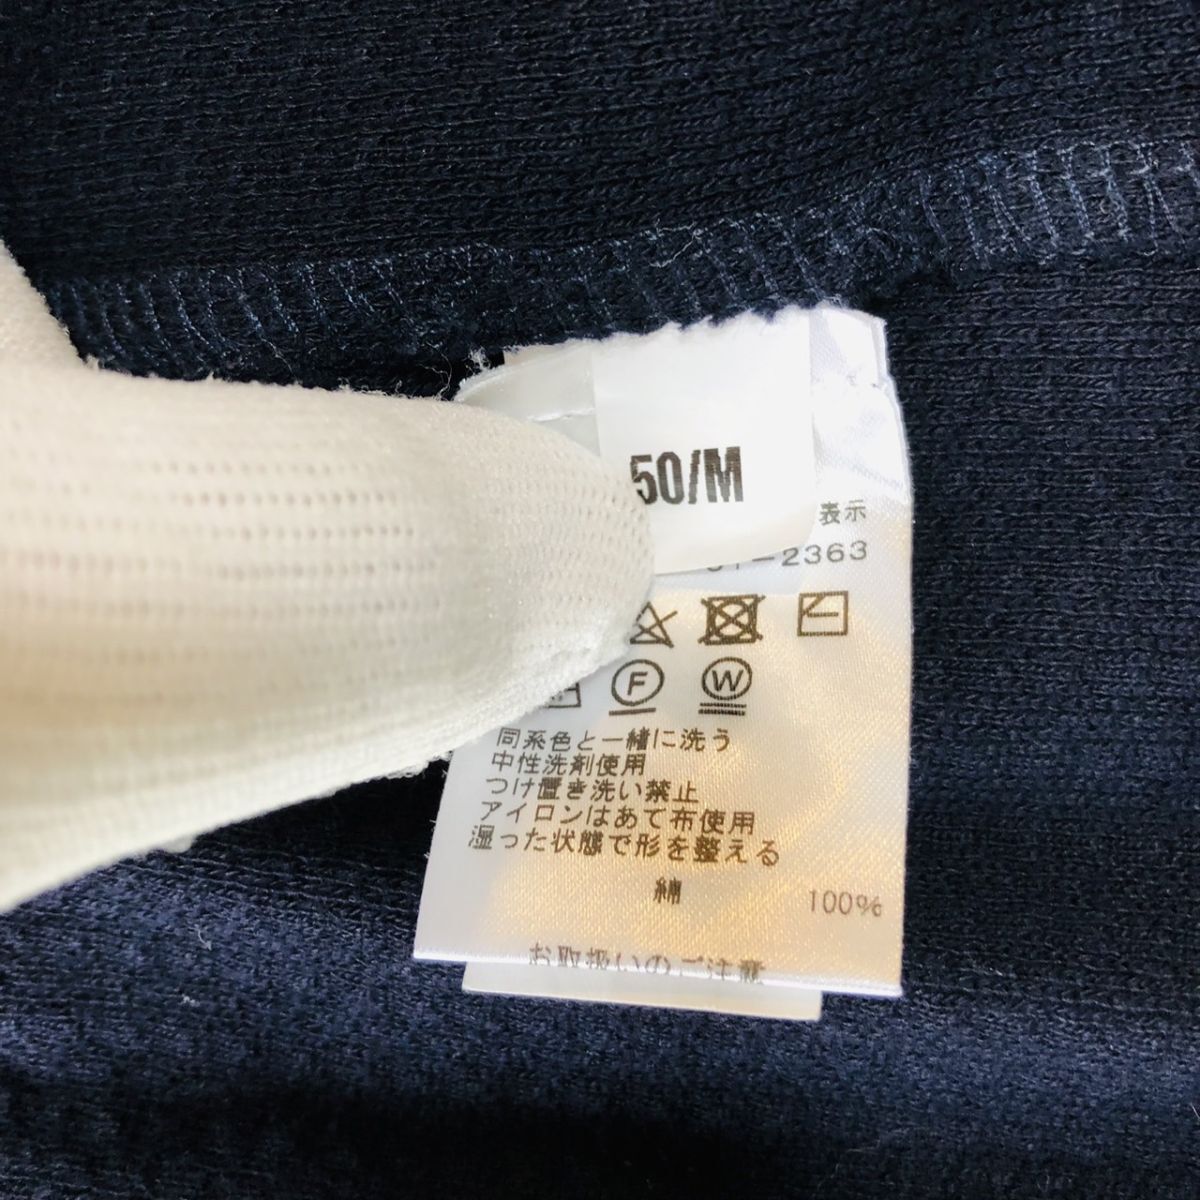 50/M
表示
2363
F
W
同系色と一緒に洗う
中性洗剤使用
つけ置き洗い禁止
アイロンはあて布使用
湿った状態で形を整える
綿 100%
お取扱いのご注意